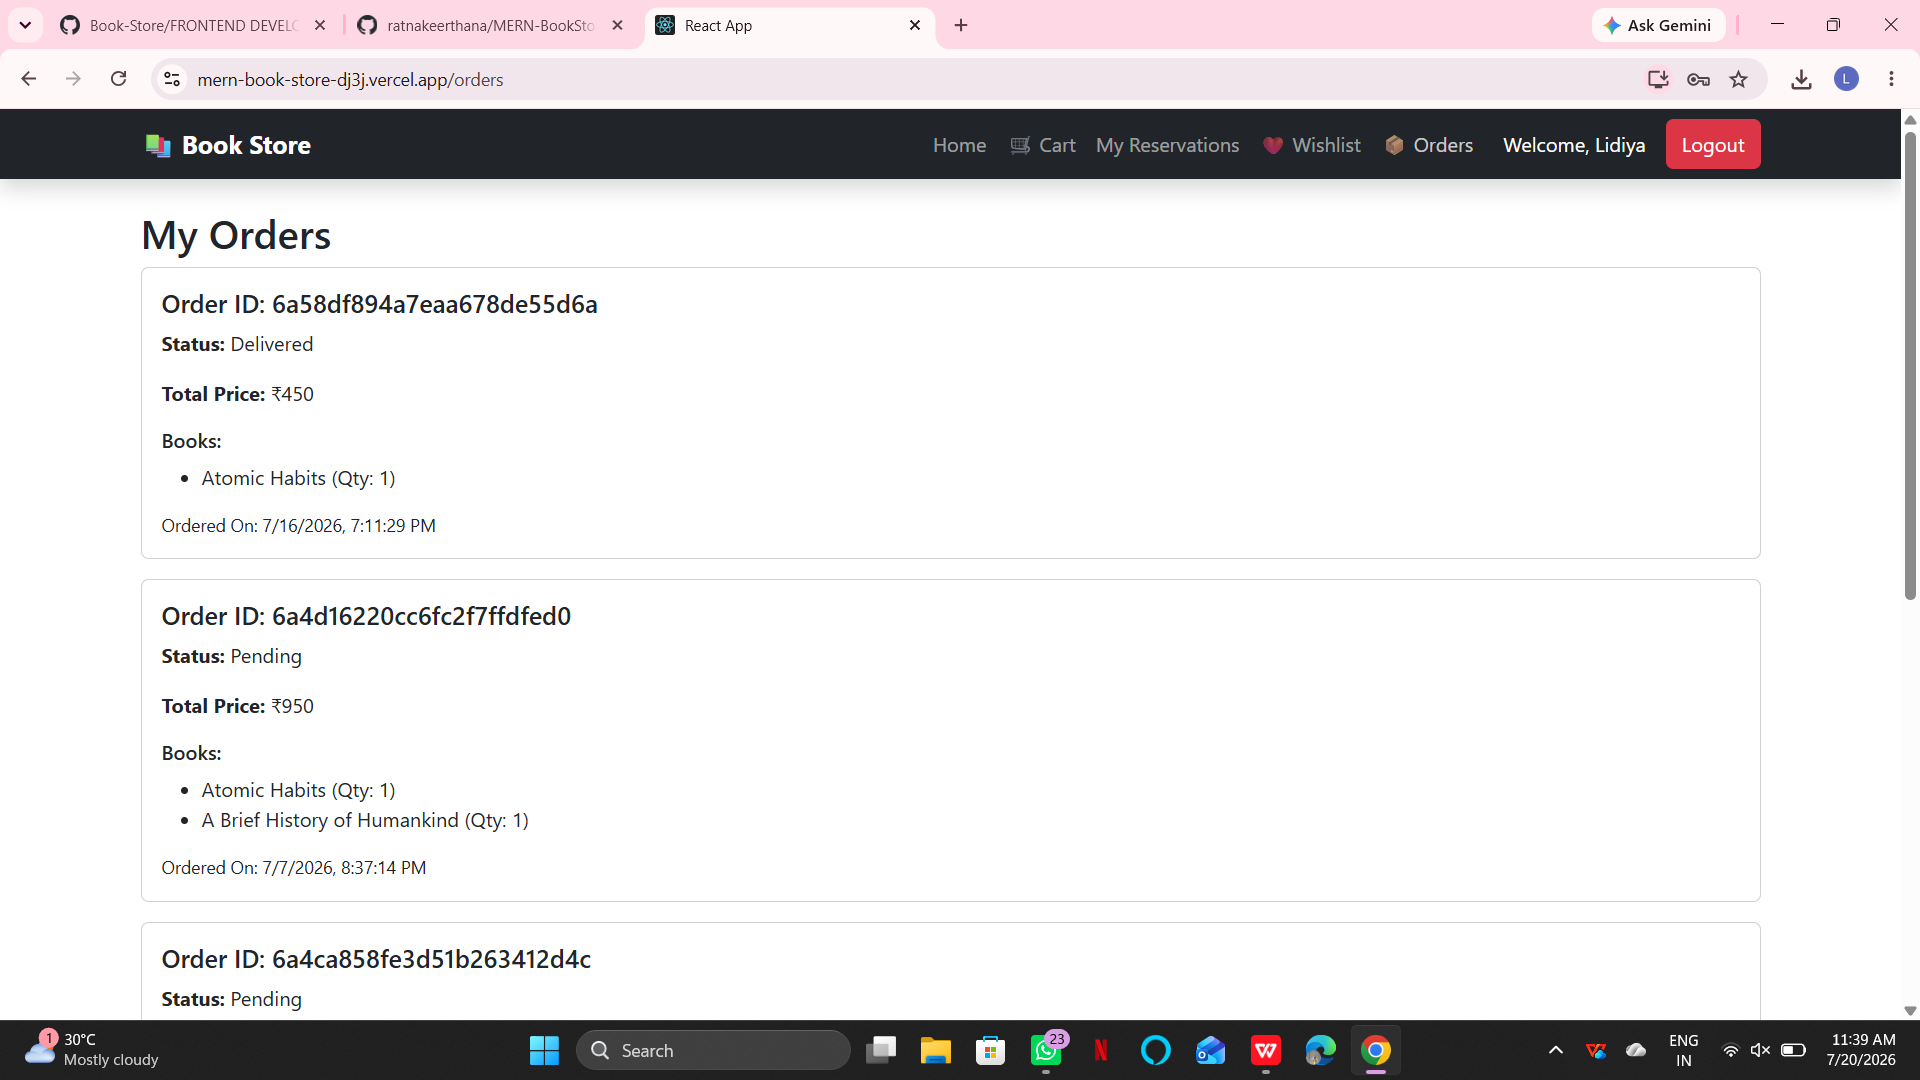 Book-Store/FRONTEND DEVELO
ratnakeerthana/MERN-BookSto
React App
Ask Gemini
mern-book-store-dj3j.vercel.app/orders
L
Book Store
Home
Cart
My Reservations
Wishlist
Orders
Welcome, Lidiya
Logout
My Orders
Order ID: 6a58df894a7eaa678de55d6a
Status: Delivered
Total Price: ₹450
Books:
• Atomic Habits (Qty: 1)
Ordered On: 7/16/2026, 7:11:29 PM
Order ID: 6a4d16220cc6fc2f7ffdfed0
Status: Pending
Total Price: ₹950
Books:
• Atomic Habits (Qty: 1)
• A Brief History of Humankind (Qty: 1)
Ordered On: 7/7/2026, 8:37:14 PM
Order ID: 6a4ca858fe3d51b263412d4c
Status: Pending
1
30°C
Mostly cloudy
Search
23
ENG
IN
11:39 AM
7/20/2026